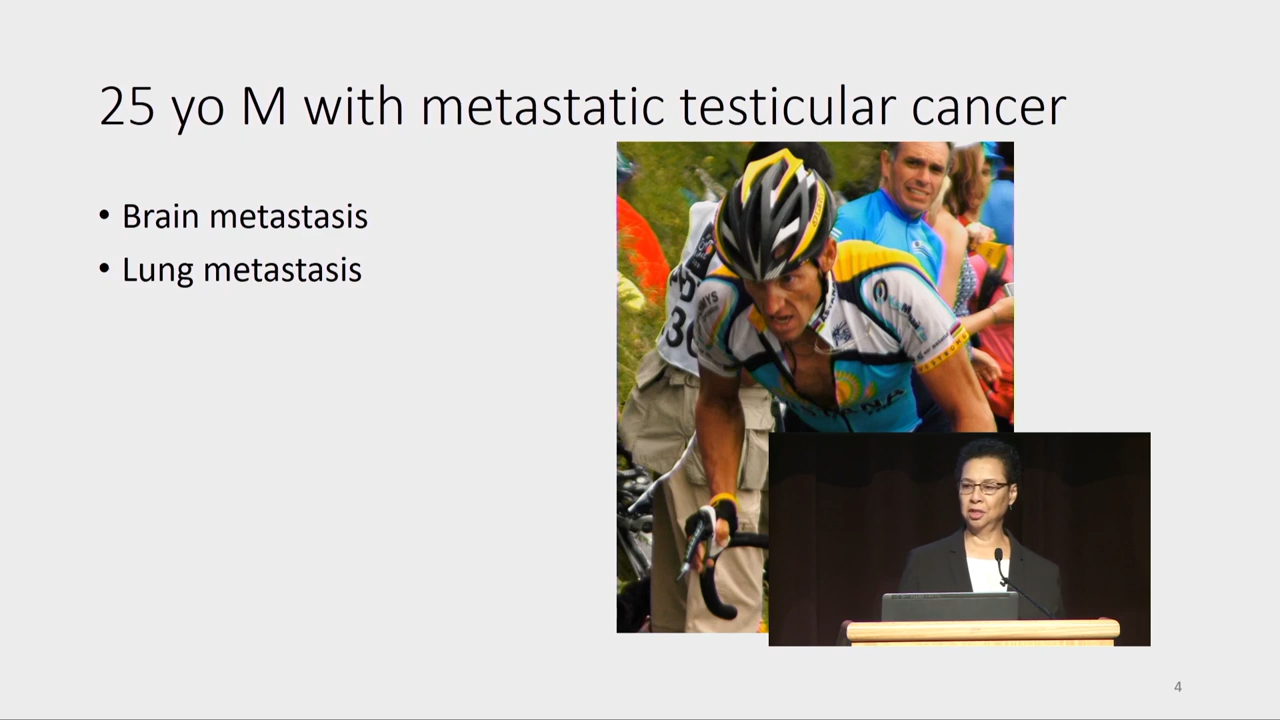 25 yo M with metastatic testicular cancer
• Brain metastasis
• Lung metastasis
4